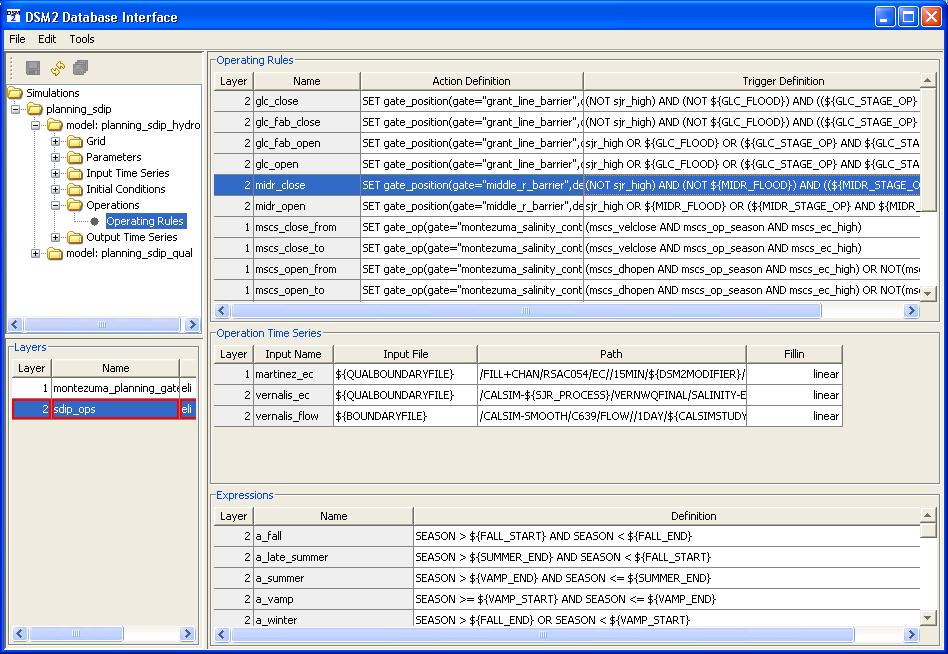 DSM2 Database Interface
File Edit Tools
Simulations
planning_sdip
model: planning_sdip_hydro
Grid
Parameters
Input Time Series
Initial Conditions
Operations
Operating Rules
Output Time Series
model: planning_sdip_qual
Layers
Layer Name
1 montezuma_planning_gate eli
2 sdip_ops eli
Operating Rules
Layer Name Action Definition Trigger Definition
2 glc_close SET gate_position(gate="grant_line_barrier",d (NOT sjr_high) AND (NOT ${GLC_FLOOD}) AND ((${GLC_STAGE_OP}
2 glc_fab_close SET gate_position(gate="grant_line_barrier",d (NOT sjr_high) AND (NOT ${GLC_FLOOD}) AND ((${GLC_STAGE_OP}
2 glc_fab_open SET gate_position(gate="grant_line_barrier",d sjr_high OR ${GLC_FLOOD} OR (${GLC_STAGE_OP} AND ${GLC_STA
2 glc_open SET gate_position(gate="grant_line_barrier",d sjr_high OR ${GLC_FLOOD} OR (${GLC_STAGE_OP} AND ${GLC_STA
2 midr_close SET gate_position(gate="middle_r_barrier",de (NOT sjr_high) AND (NOT ${MIDR_FLOOD}) AND ((${MIDR_STAGE_O
2 midr_open SET gate_position(gate="middle_r_barrier",de sjr_high OR ${MIDR_FLOOD} OR (${MIDR_STAGE_OP} AND ${MIDR_
1 mscs_close_from SET gate_op(gate="montezuma_salinity_cont (mscs_velclose AND mscs_op_season AND mscs_ec_high)
1 mscs_close_to SET gate_op(gate="montezuma_salinity_cont (mscs_velclose AND mscs_op_season AND mscs_ec_high)
1 mscs_open_from SET gate_op(gate="montezuma_salinity_cont (mscs_dhopen AND mscs_op_season AND mscs_ec_high) OR NOT(msc
1 mscs_open_to SET gate_op(gate="montezuma_salinity_cont (mscs_dhopen AND mscs_op_season AND mscs_ec_high) OR NOT(msc
Operation Time Series
Layer Input Name Input File Path Fillin
1 martinez_ec ${QUALBOUNDARYFILE} /FILL+CHAN/RSAC054/EC//15MIN/${DSM2MODIFIER}/ linear
2 vernalis_ec ${QUALBOUNDARYFILE} /CALSIM-${SJR_PROCESS}/VERNWQFINAL/SALINITY-E linear
2 vernalis_flow ${BOUNDARYFILE} /CALSIM-SMOOTH/C639/FLOW//1DAY/${CALSIMSTUDY linear
Expressions
Layer Name Definition
2 a_fall SEASON > ${FALL_START} AND SEASON < ${FALL_END}
2 a_late_summer SEASON > ${SUMMER_END} AND SEASON < ${FALL_START}
2 a_summer SEASON > ${VAMP_END} AND SEASON <= ${SUMMER_END}
2 a_vamp SEASON >= ${VAMP_START} AND SEASON <= ${VAMP_END}
2 a_winter SEASON > ${FALL_END} OR SEASON < ${VAMP_START}